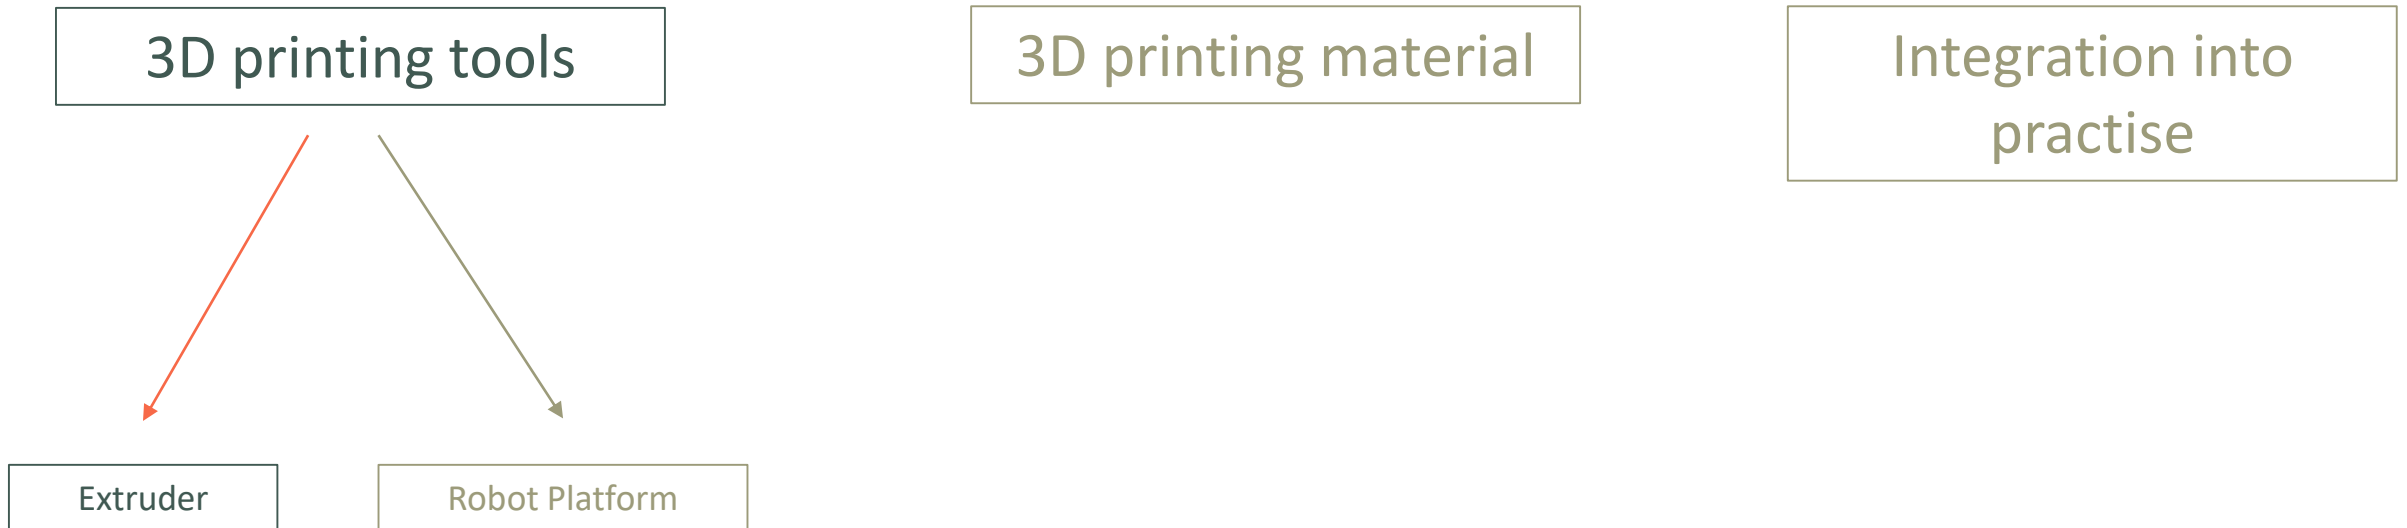 3D printing tools
3D printing material
Integration into
practise
Extruder
Robot Platform